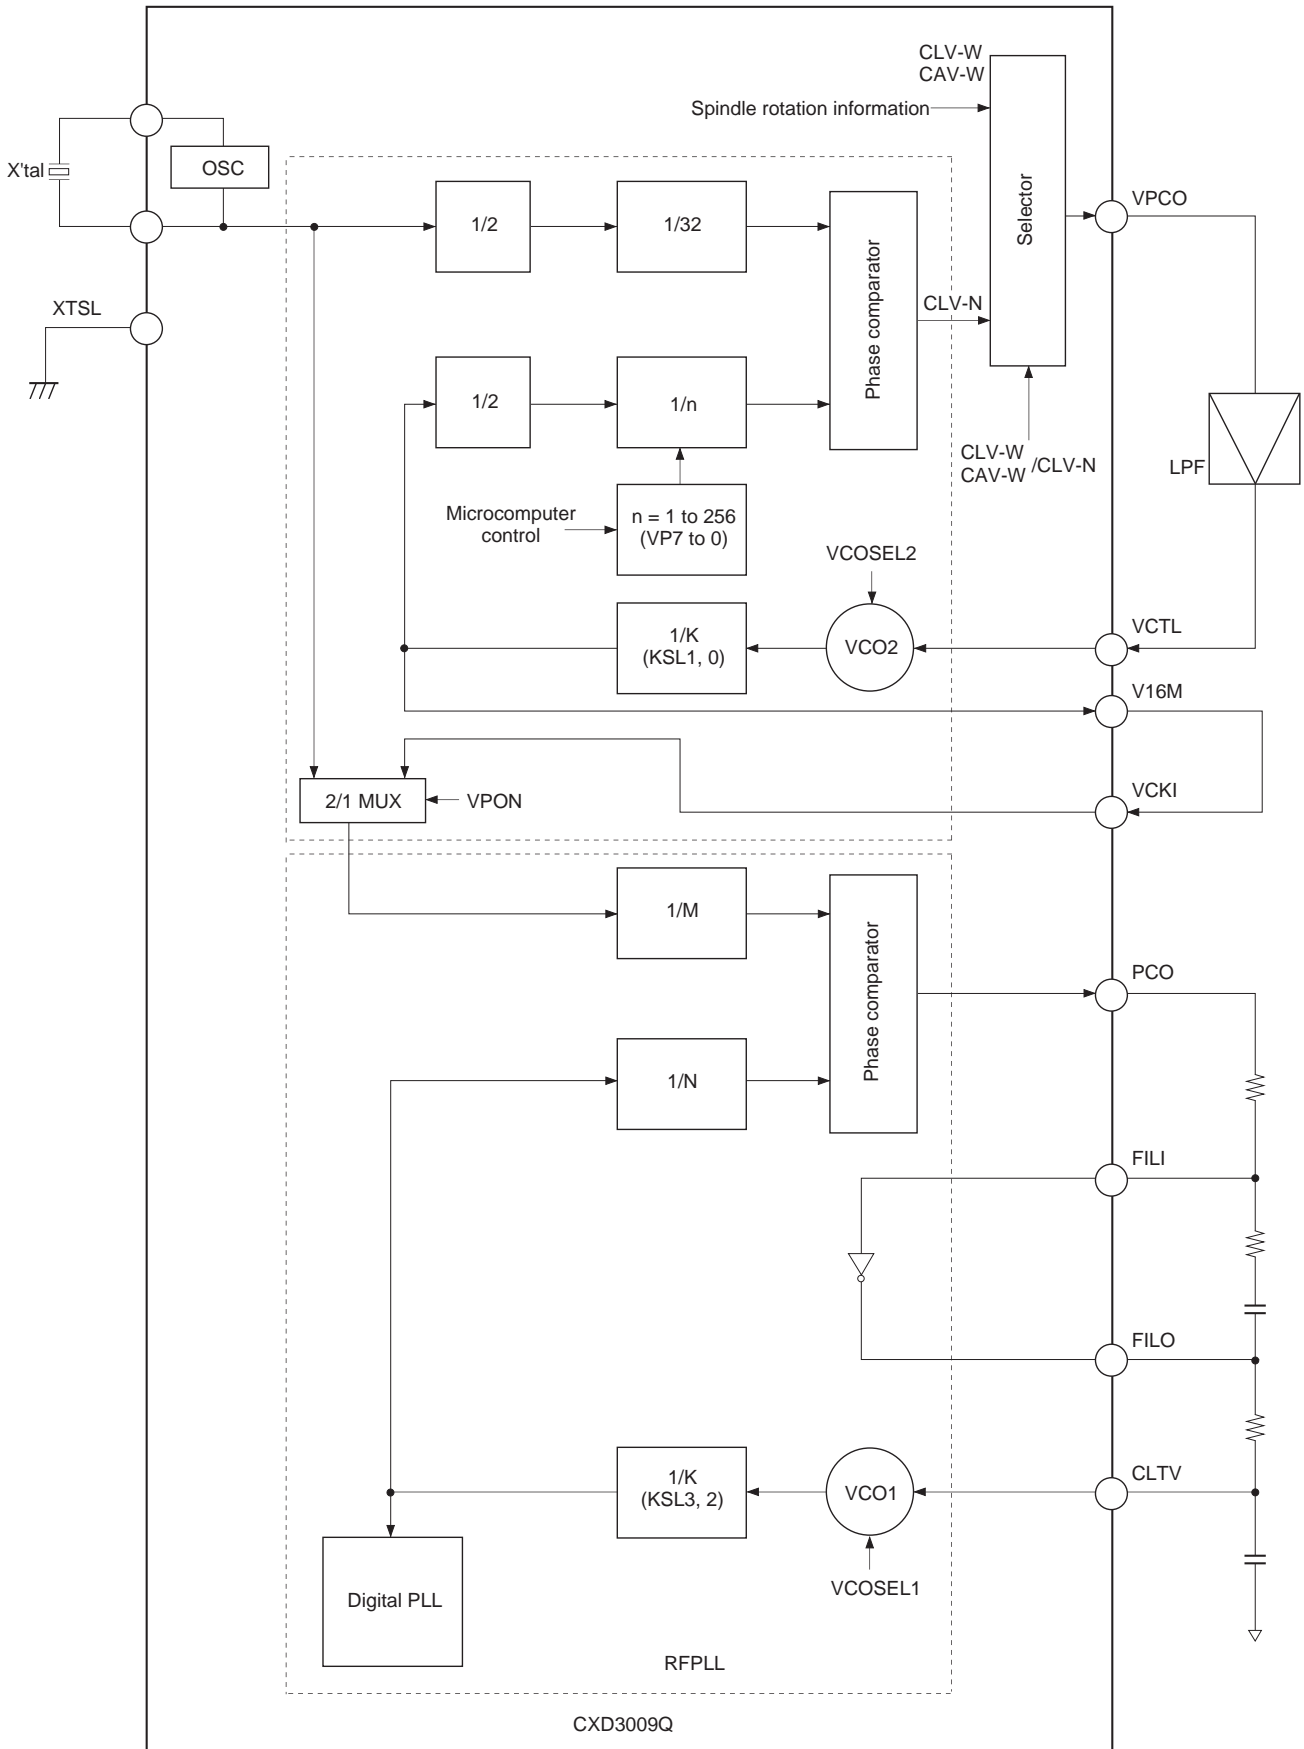 CLV-W
CAV-W
Spindle rotation information
X'tal
OSC
1/2
1/32
Phase comparator
Selector
VPCO
XTSL
CLV-N
1/2
1/n
CLV-W
CAV-W
/CLV-N
LPF
Microcomputer
control
n = 1 to 256
(VP7 to 0)
VCOSEL2
1/K
(KSL1, 0)
VCO2
VCTL
V16M
2/1 MUX
VPON
VCKI
1/M
Phase comparator
PCO
1/N
FILI
FILO
1/K
(KSL3, 2)
VCO1
CLTV
VCOSEL1
Digital PLL
RFPLL
CXD3009Q